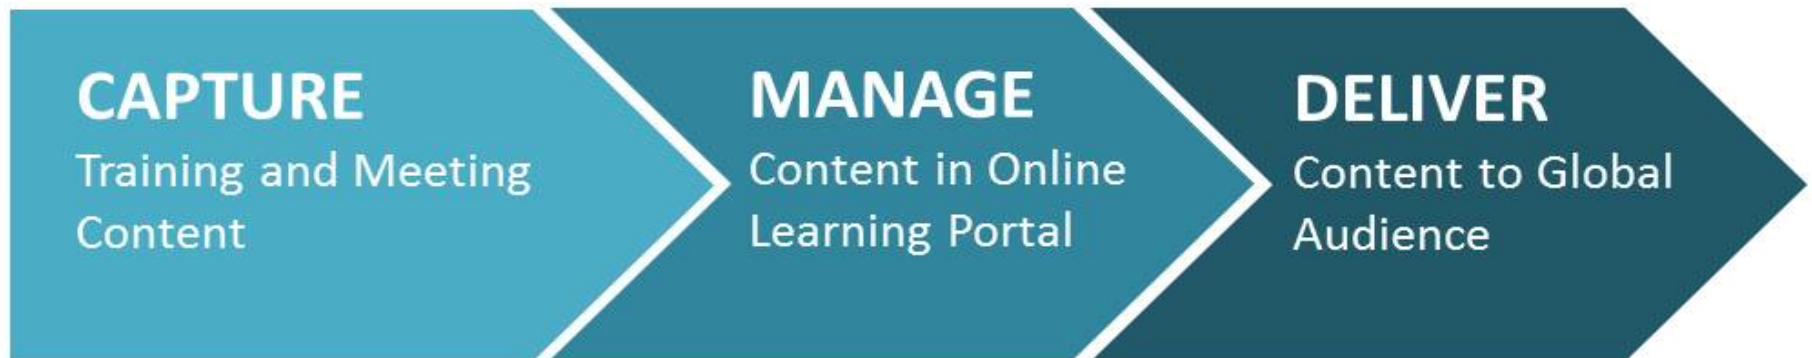 CAPTURE
Training and Meeting
Content
MANAGE
Content in Online
Learning Portal
DELIVER
Content to Global
Audience